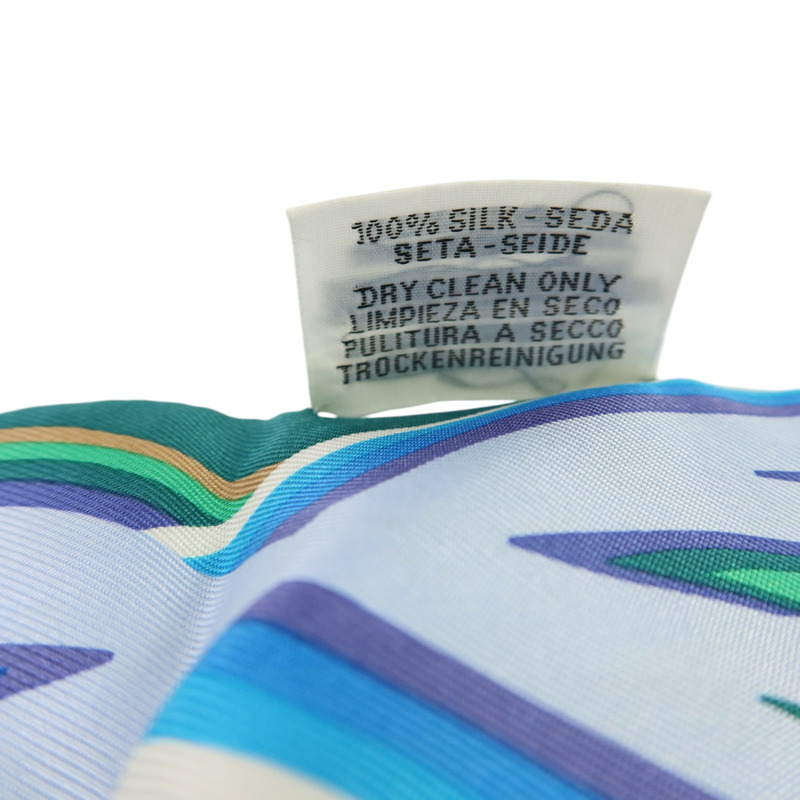 100% SILK - SEDA
SETA - SEIDE
DRY CLEAN ONLY
LIMPIEZA EN SECO
PULITURA A SECCO
TROCKENREINIGUNG